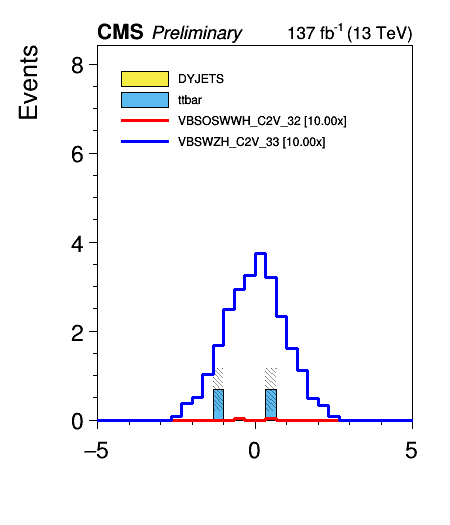 CMS Preliminary 137 fb-1 (13 TeV)
Events
8
DYJETS
ttbar
VBSOSWWH_C2V_32 [10.00x]
VBSWZH_C2V_33 [10.00x]
6
4
2
0
−5 0 5